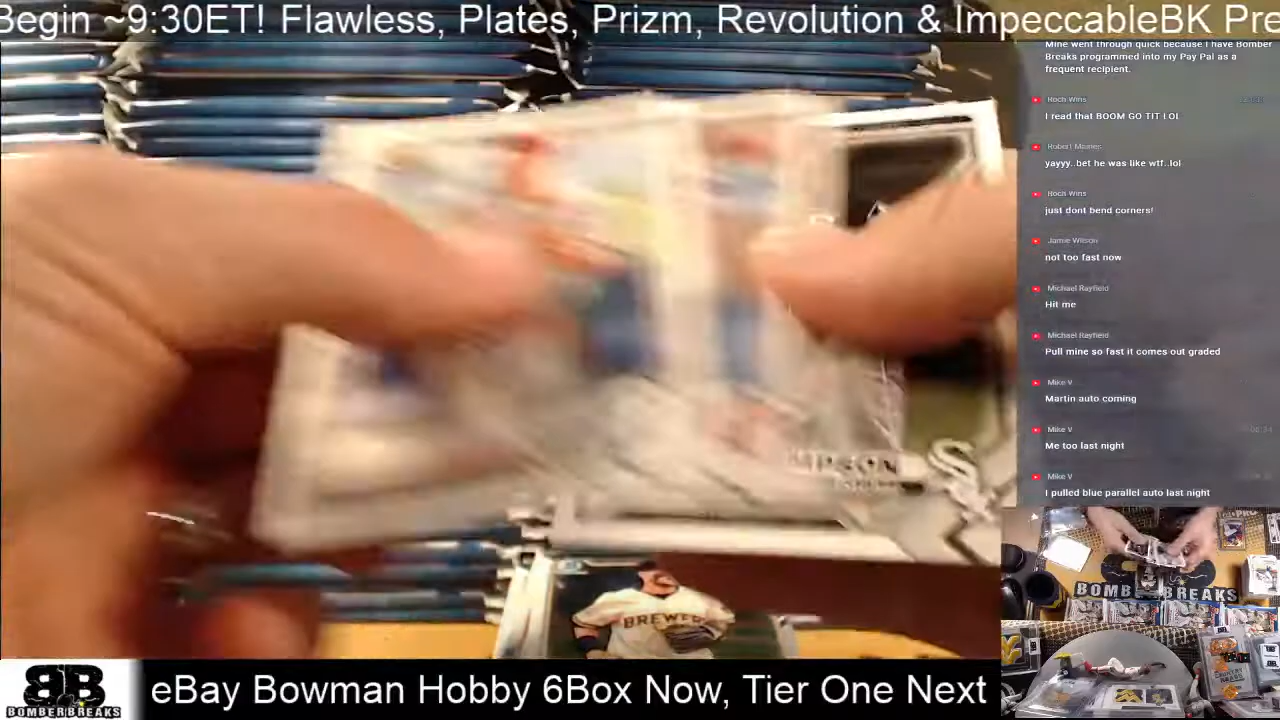 Begin ~9:30ET! Flawless, Plates, Prizm, Revolution & ImpeccableBK Pre
Mine went through quick because I have Bomber
Breaks programmed into my Pay Pal as a
frequent recipient.
Roch Wins
I read that BOOM GO TIT LOL
yayyy..bet he was like wtf..lol
Roch Wins
just dont bend corners!
Jamie Wilson
not too fast now
Michael Rayfield
Hit me
Michael Rayfield
Pull mine so fast it comes out graded
Mike V
Martin auto coming
Mike V
Me too last night
Mike V
I pulled blue parallel auto last night
BREWERS
BOMBER BREAKS
BOMBERBREAKS
eBay Bowman Hobby 6Box Now, Tier One Next